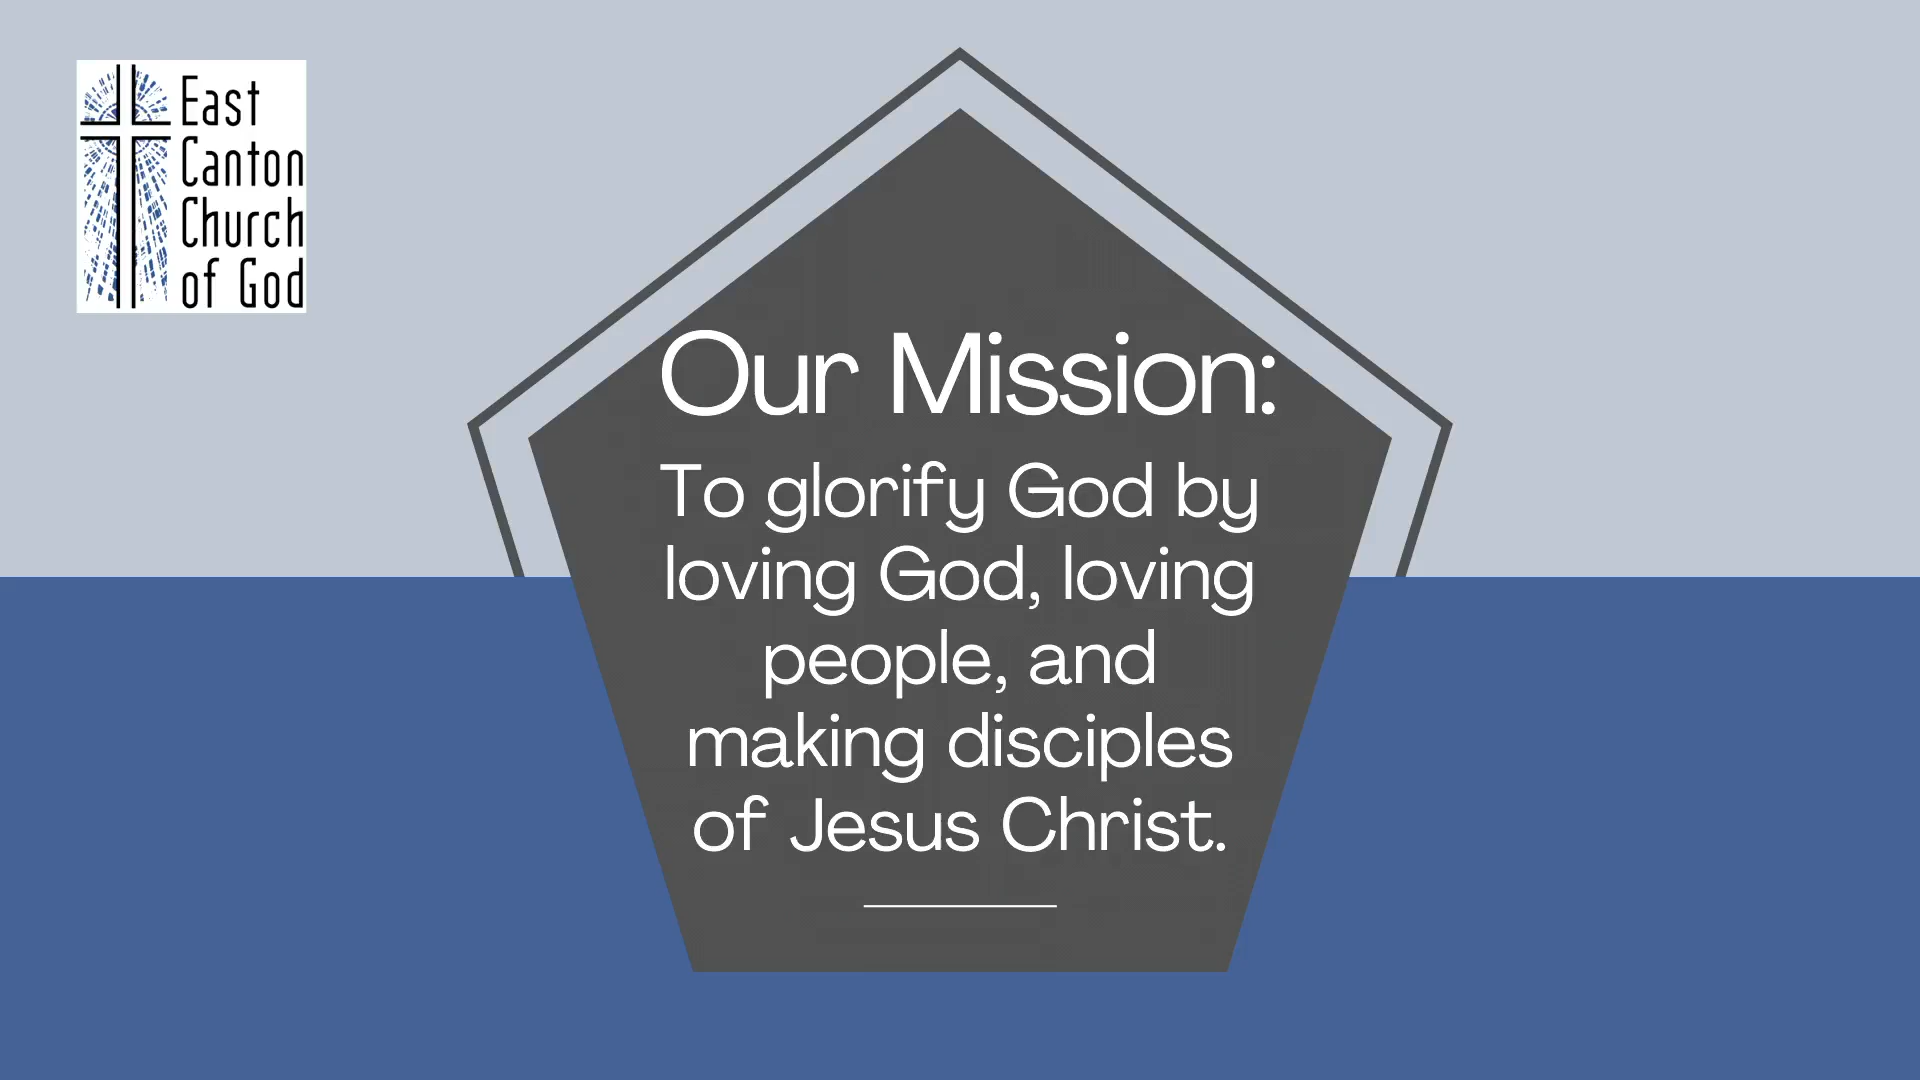 East
Canton
Church
of God
Our Mission:
To glorify God by
loving God, loving
people, and
making disciples
of Jesus Christ.